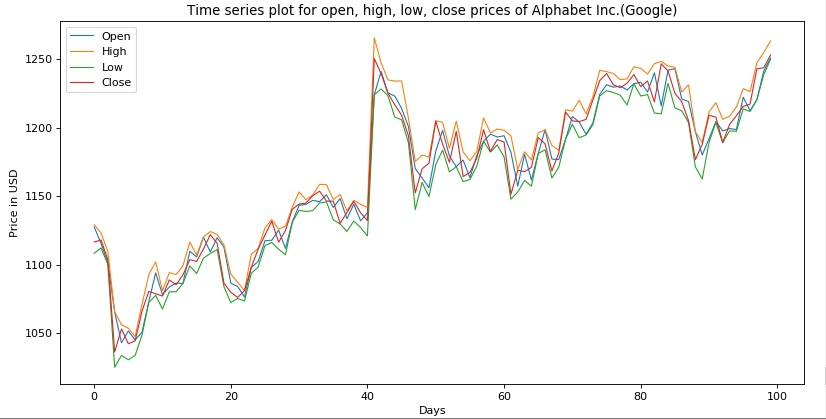 Time series plot for open, high, low, close prices of Alphabet Inc.(Google)
Open
High
Low
Close
Price in USD
1250
1200
1150
1100
1050
0 20 40 60 80 100
Days